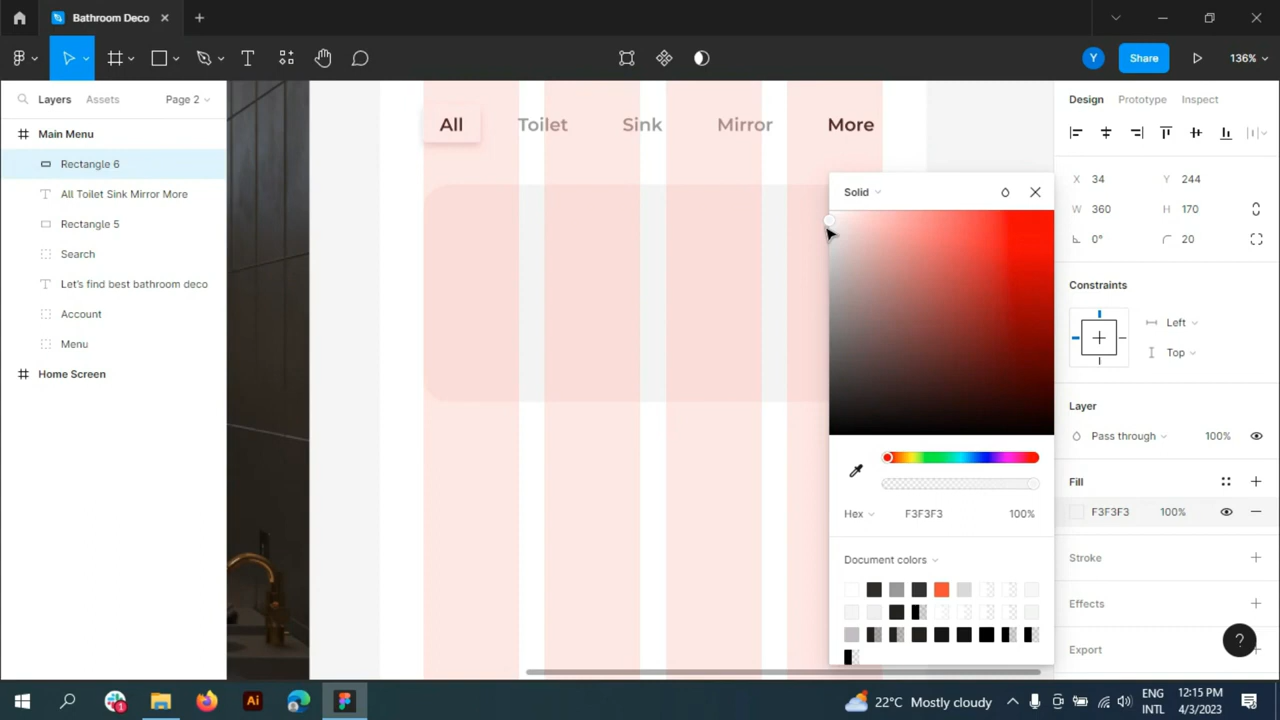 Bathroom Deco
Y
Share
136%
Layers
Assets
Page 2
Main Menu
Rectangle 6
All Toilet Sink Mirror More
Rectangle 5
Search
Let's find best bathroom deco
Account
Menu
Home Screen
All
Toilet
Sink
Mirror
More
Solid
Hex
F3F3F3
100%
Document colors
Design
Prototype
Inspect
X 34
Y 244
W 360
H 170
0°
20
Constraints
Left
Top
Layer
Pass through
100%
Fill
F3F3F3
100%
Stroke
Effects
Export
?
Ai
22°C Mostly cloudly
ENG
INTL
12:15 PM
4/3/2023